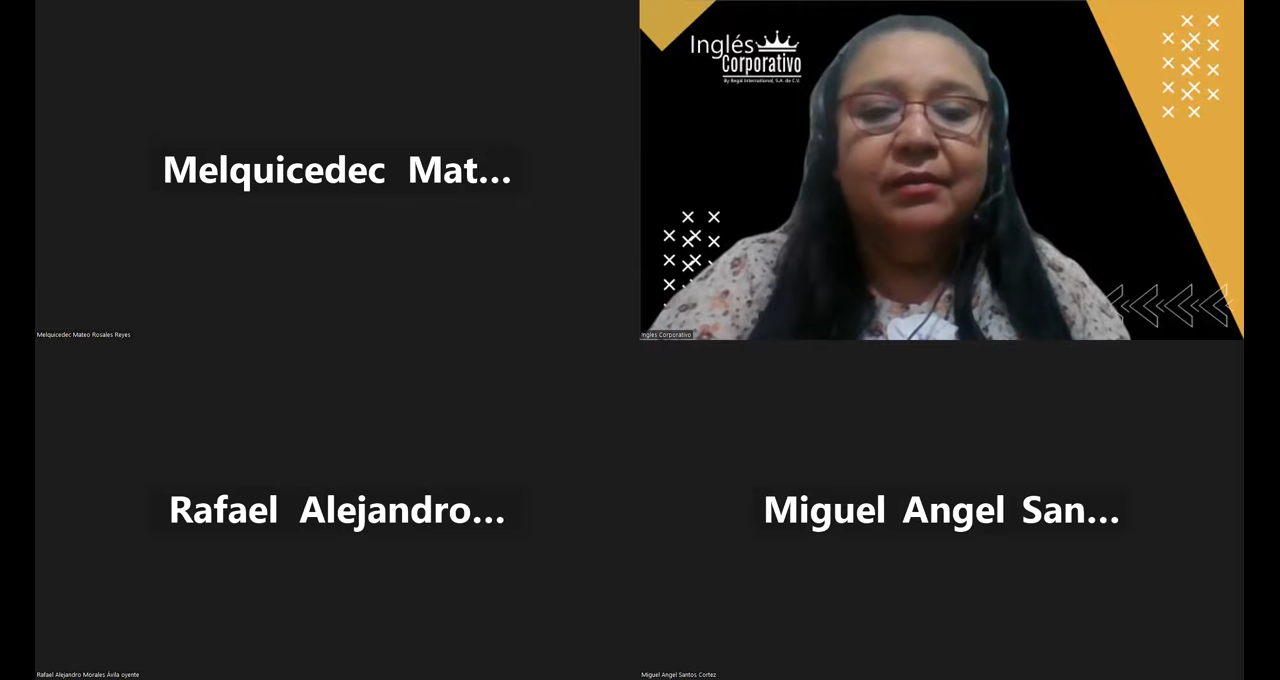 Melquicedec Mat...
Melquicedec Mateo Rosales Reyes
Inglés
Corporativo
By Regal International, S.A. de C.V.
Ingles Corporativo
Rafael Alejandro...
Rafael Alejandro Morales Ávila oyente
Miguel Angel San...
Miguel Angel Santos Cortez